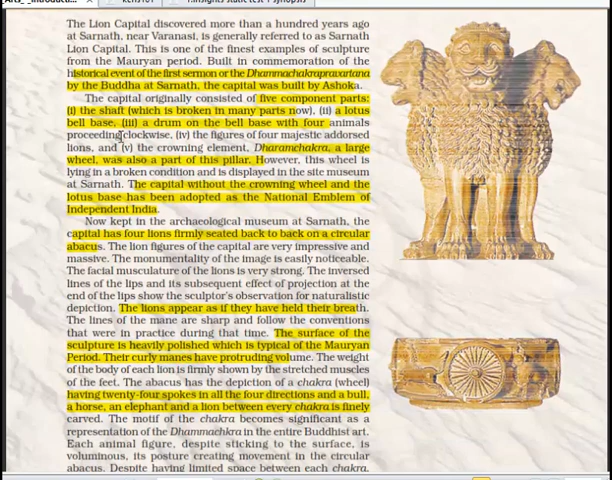 The Lion Capital discovered more than a hundred years ago
at Sarnath, near Varanasi, is generally referred to as Sarnath
Lion Capital. This is one of the finest examples of sculpture
from the Mauryan period. Built in commemoration of the
historical event of the first sermon or the Dhammachakrapravartana
by the Buddha at Sarnath, the capital was built by Ashoka.
The capital originally consisted of five component parts:
(i) the shaft (which is broken in many parts now), (ii) a lotus
bell base, (iii) a drum on the bell base with four animals
proceeding clockwise, (iv) the figures of four majestic addorsed
lions, and (v) the crowning element, Dharamchakra, a large
wheel, was also a part of this pillar. However, this wheel is
lying in a broken condition and is displayed in the site museum
at Sarnath. The capital without the crowning wheel and the
lotus base has been adopted as the National Emblem of
Independent India.
Now kept in the archaeological museum at Sarnath, the
capital has four lions firmly seated back to back on a circular
abacus. The lion figures of the capital are very impressive and
massive. The monumentality of the image is easily noticeable.
The facial musculature of the lions is very strong. The inversed
lines of the lips and its subsequent effect of projection at the
end of the lips show the sculptor's observation for naturalistic
depiction. The lions appear as if they have held their breath.
The lines of the mane are sharp and follow the conventions
that were in practice during that time. The surface of the
sculpture is heavily polished which is typical of the Mauryan
Period. Their curly manes have protruding volume. The weight
of the body of each lion is firmly shown by the stretched muscles
of the feet. The abacus has the depiction of a chakra (wheel)
having twenty-four spokes in all the four directions and a bull,
a horse, an elephant and a lion between every chakra is finely
carved. The motif of the chakra becomes significant as a
representation of the Dhammachkra in the entire Buddhist art.
Each animal figure, despite sticking to the surface, is
voluminous, its posture creating movement in the circular
abacus. Despite having limited space between each chakra,